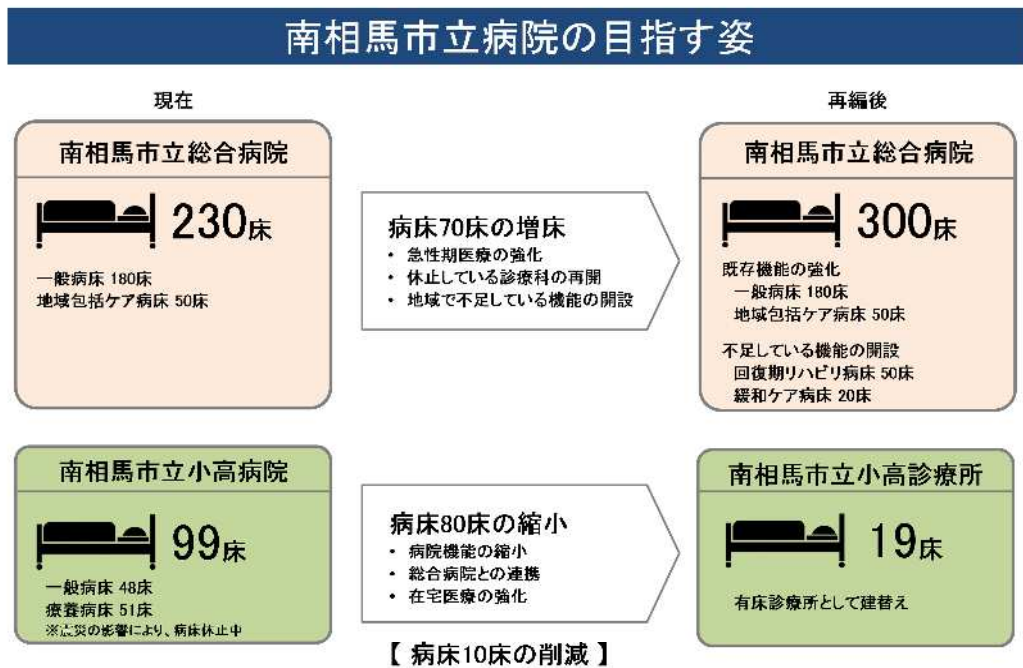 南相馬市立病院の目指す姿
現在
南相馬市立総合病院
230床
一般病床 180床
地域包括ケア病床 50床
病床70床の増床
・ 急性期医療の強化
・ 休止している診療科の再開
・ 地域で不足している機能の開設
再編後
南相馬市立総合病院
300床
既存機能の強化
一般病床 180床
地域包括ケア病床 50床
不足している機能の開設
回復期リハビリ病床 50床
緩和ケア病床 20床
南相馬市立小高病院
99床
一般病床 48床
療養病床 51床
※震災の影響により、病床休止中
病床80床の縮小
・ 病院機能の縮小
・ 総合病院との連携
・ 在宅医療の強化
南相馬市立小高診療所
19床
有床診療所として建替え
【 病床10床の削減 】